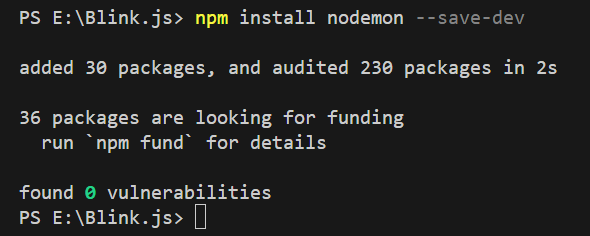 PS E:\Blink.js> npm install nodemon --save-dev
added 30 packages, and audited 230 packages in 2s
36 packages are looking for funding
  run `npm fund` for details
found 0 vulnerabilities
PS E:\Blink.js>